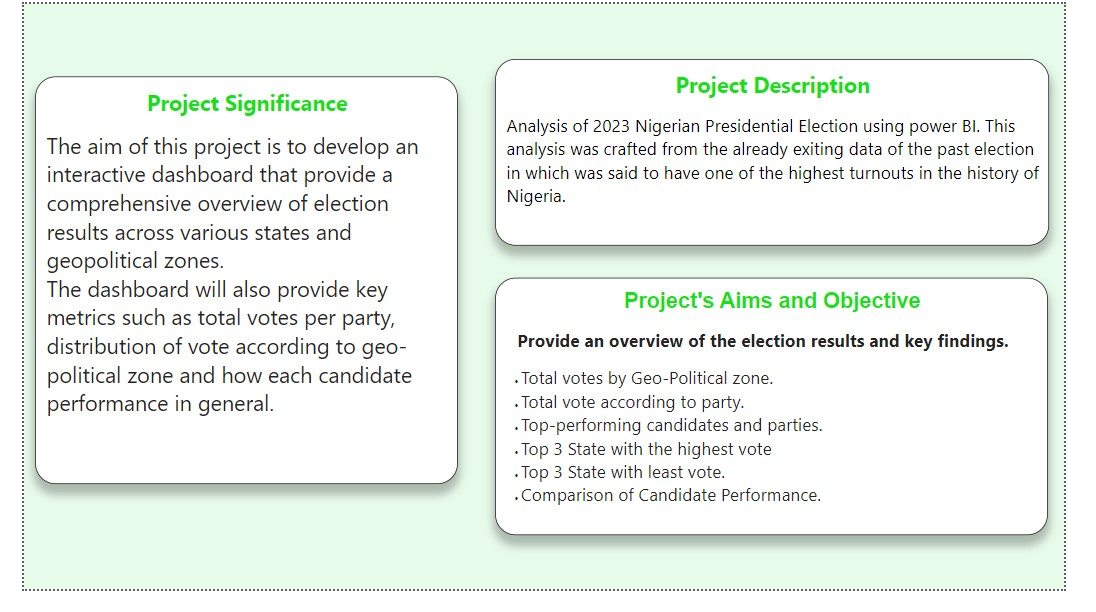 Project Significance
The aim of this project is to develop an
interactive dashboard that provide a
comprehensive overview of election
results across various states and
geopolitical zones.
The dashboard will also provide key
metrics such as total votes per party,
distribution of vote according to geo-
political zone and how each candidate
performance in general.
Project Description
Analysis of 2023 Nigerian Presidential Election using power BI. This
analysis was crafted from the already exiting data of the past election
in which was said to have one of the highest turnouts in the history of
Nigeria.
Project's Aims and Objective
Provide an overview of the election results and key findings.
. Total votes by Geo-Political zone.
. Total vote according to party.
. Top-performing candidates and parties.
. Top 3 State with the highest vote
. Top 3 State with least vote.
. Comparison of Candidate Performance.